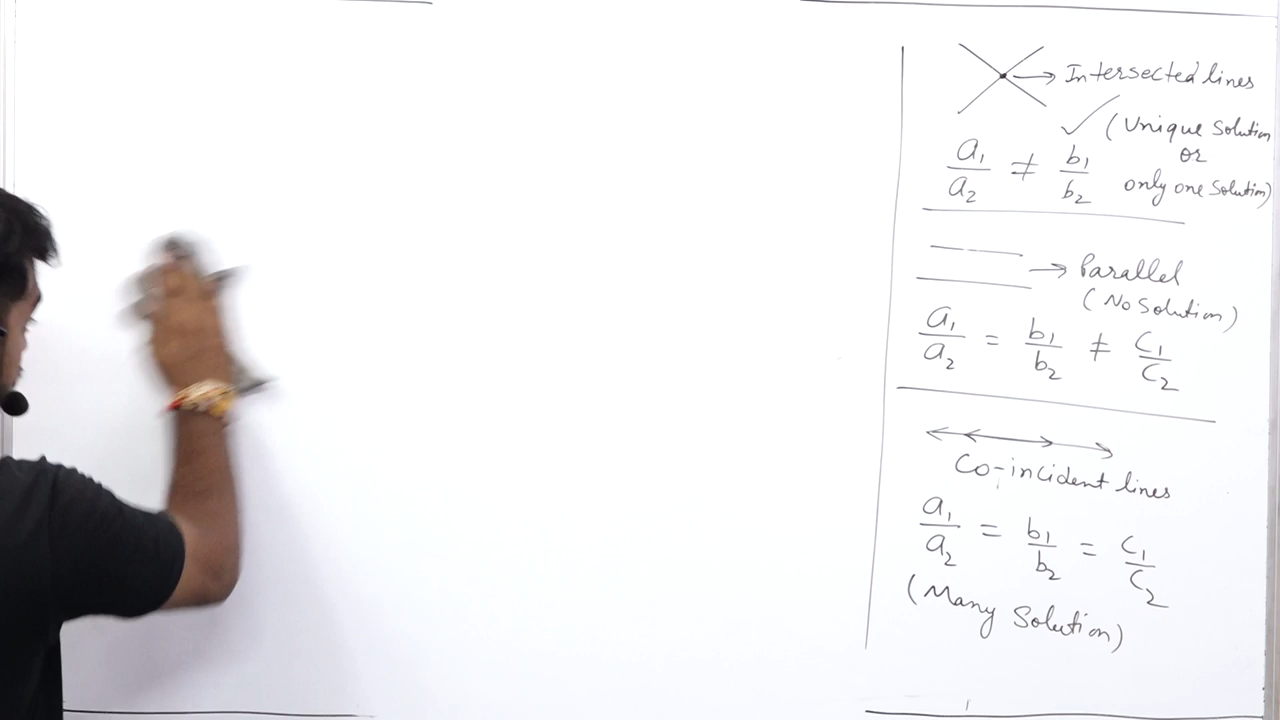 Intersected lines
(Unique Solution
or
only one Solution)
a₁/a₂ ≠ b₁/b₂
Parallel
(No Solution)
a₁/a₂ = b₁/b₂ ≠ c₁/c₂
Co-incident lines
a₁/a₂ = b₁/b₂ = c₁/c₂
(Many Solution)